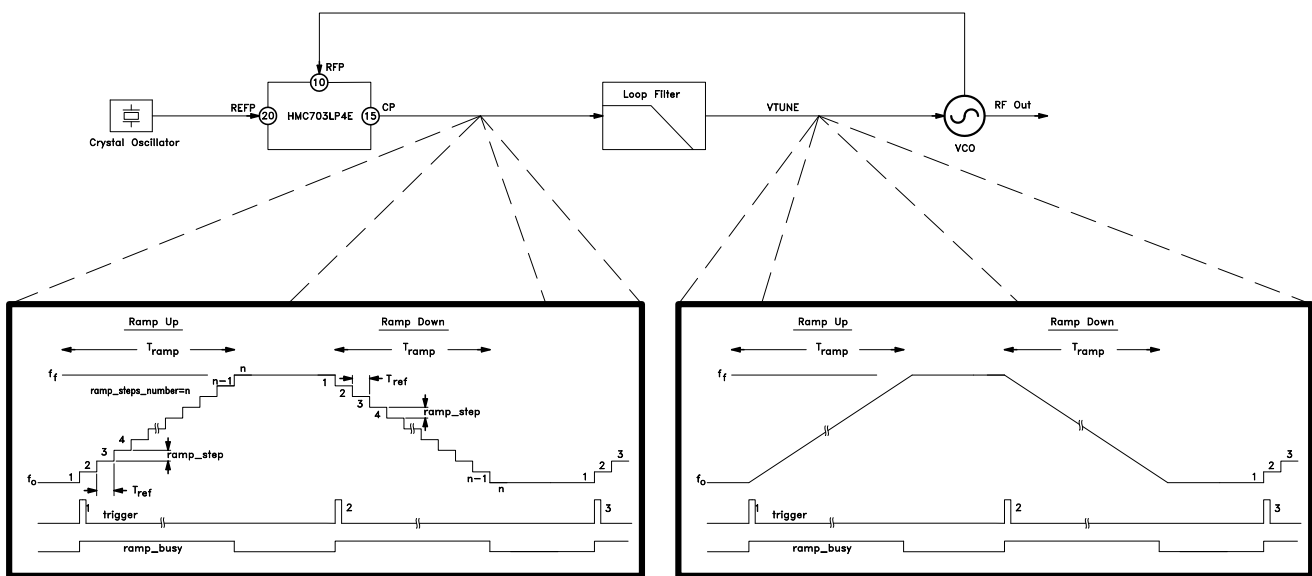 RFP
10
REFP
20
HMC703LP4E
15
CP
Crystal Oscillator
Loop Filter
VTUNE
RF Out
VCO
Ramp Up
Ramp Down
Tramp
Tramp
ff
n-1
n
ramp_steps_number=n
1
2
3
4
Tref
ramp_step
4
3
2
1
ramp_step
fo
Tref
n-1
n
1
2
3
1
trigger
2
3
ramp_busy
Ramp Up
Ramp Down
Tramp
Tramp
ff
fo
1
2
3
1
trigger
2
3
ramp_busy